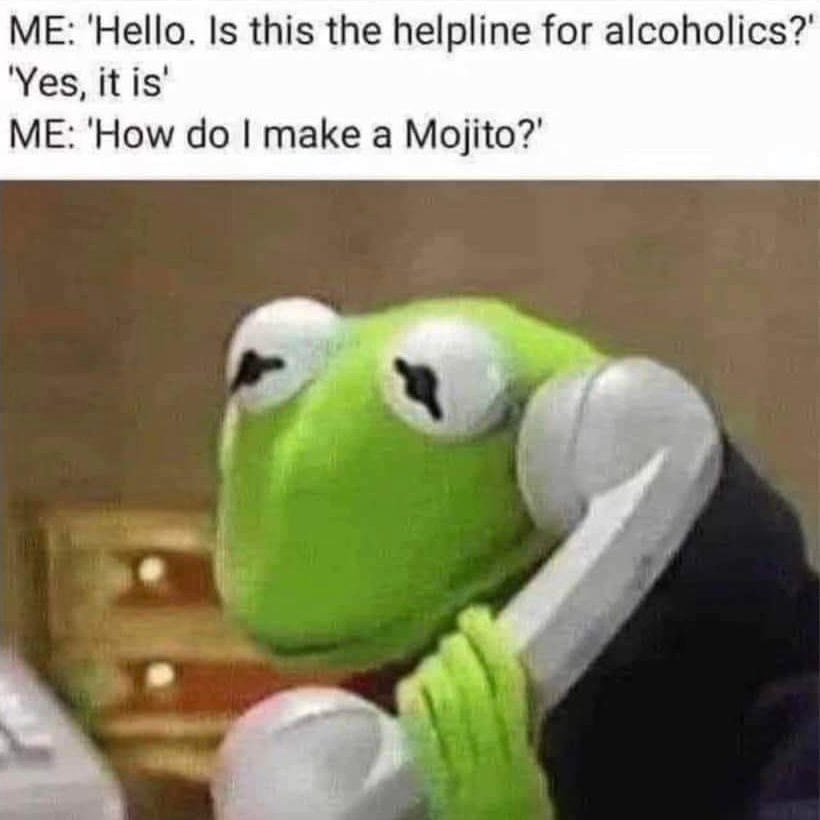 ME: 'Hello. Is this the helpline for alcoholics?'
'Yes, it is'
ME: 'How do I make a Mojito?'